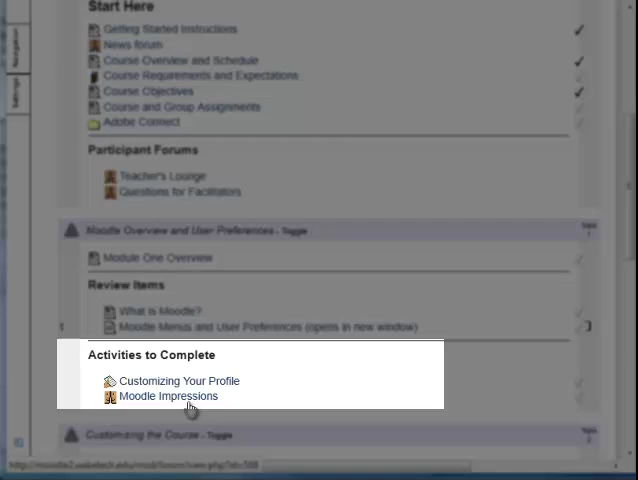 Start Here
Getting Started Instructions
News forum
Course Overview and Schedule
Course Requirements and Expectations
Course Objectives
Course and Group Assignments
Adobe Connect
Participant Forums
Teacher's Lounge
Questions for Facilitators
Moodle Overview and User Preferences - Toggle
Module One Overview
Review Items
What is Moodle?
Moodle Menus and User Preferences (opens in new window)
Activities to Complete
Customizing Your Profile
Moodle Impressions
Customizing the Course - Toggle
Navigation
Settings